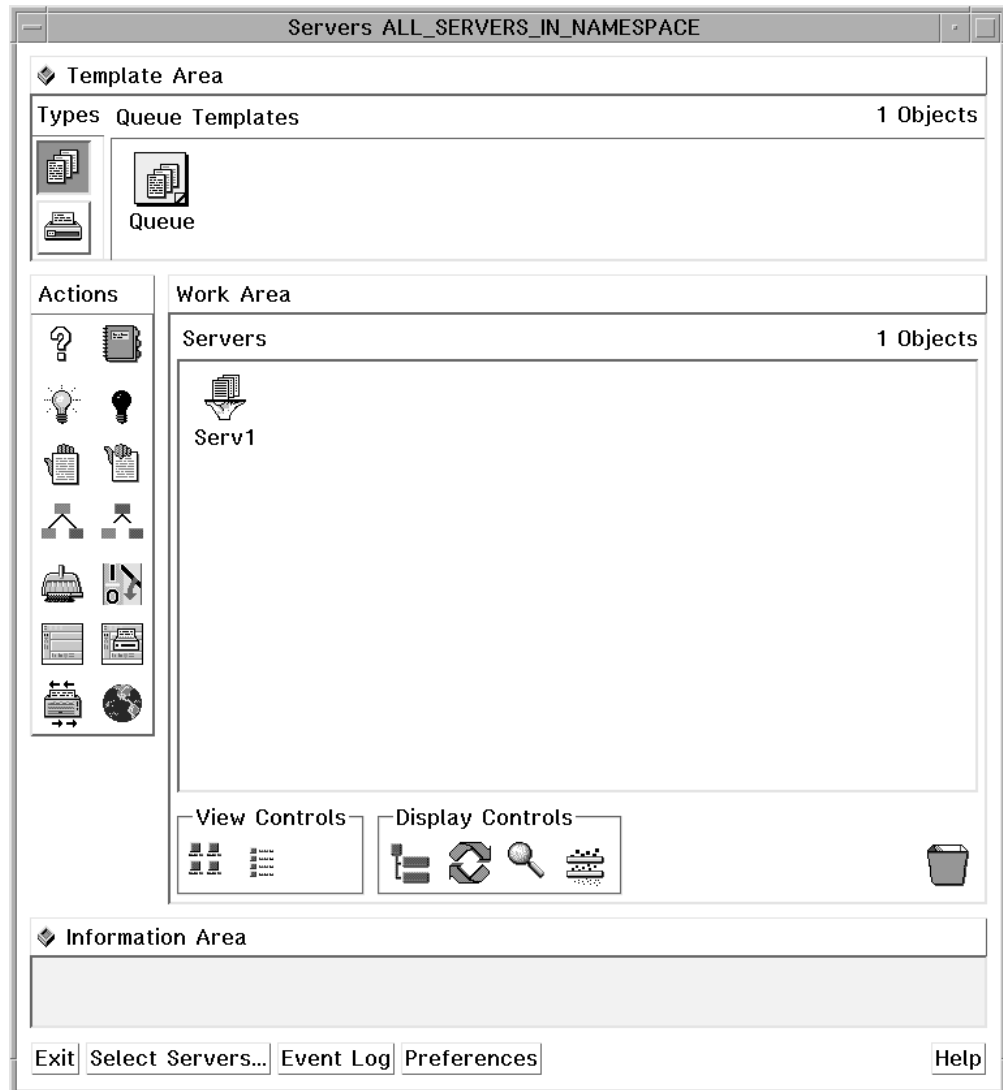 Servers ALL_SERVERS_IN_NAMESPACE
Template Area
Types Queue Templates 1 Objects
Queue
Actions
Work Area
Servers 1 Objects
Serv1
View Controls
Display Controls
Information Area
Exit Select Servers... Event Log Preferences Help